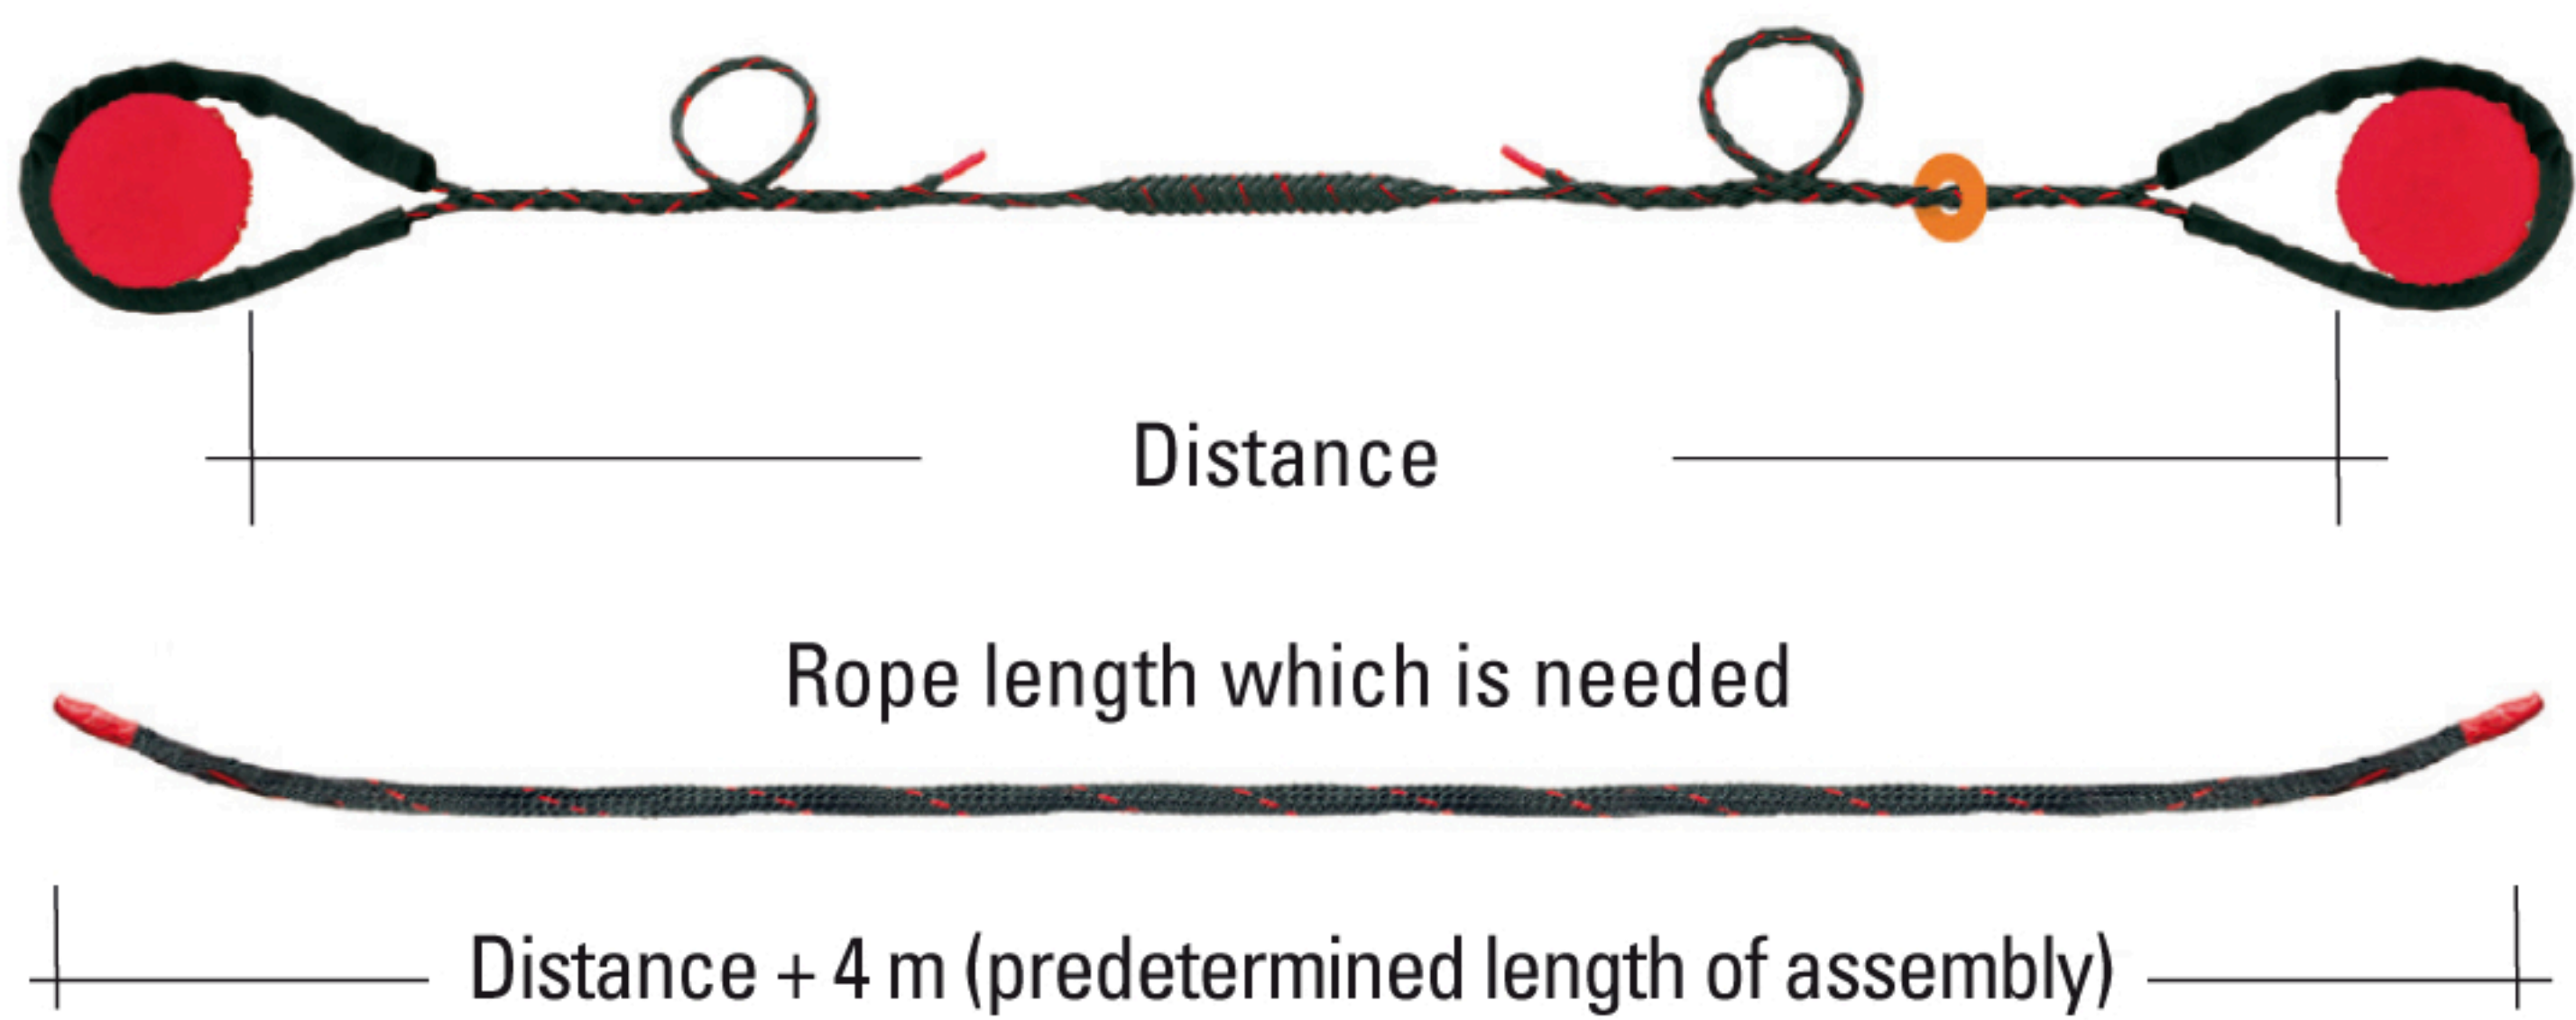 Distance
Rope length which is needed
Distance + 4 m (predetermined length of assembly)